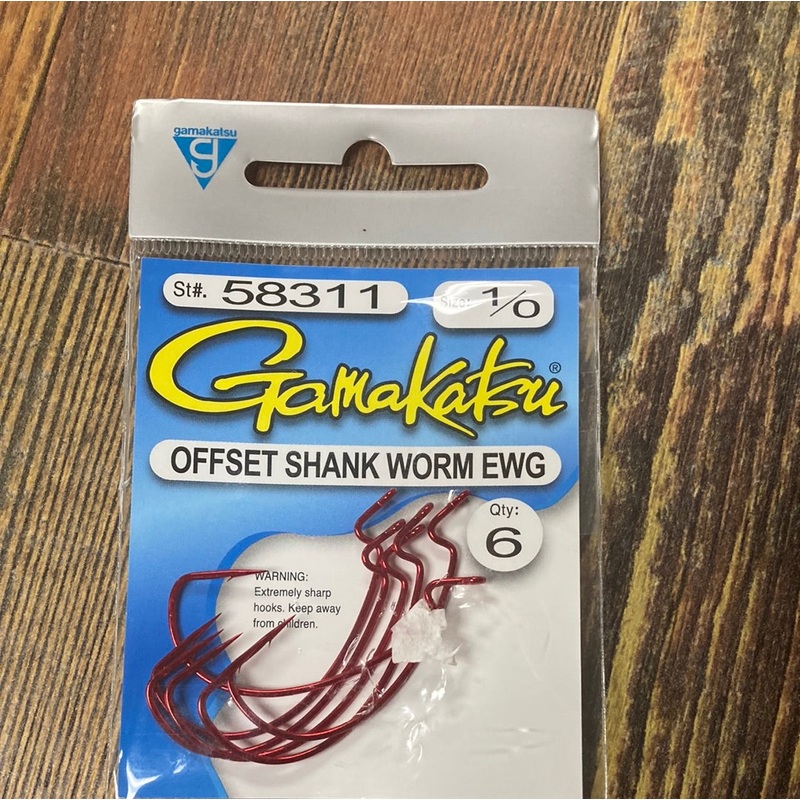 gamakatsu
g
St#. 58311
Size: 1/0
Gamakatsu®
OFFSET SHANK WORM EWG
Qty:
6
WARNING:
Extremely sharp
hooks. Keep away
from children.